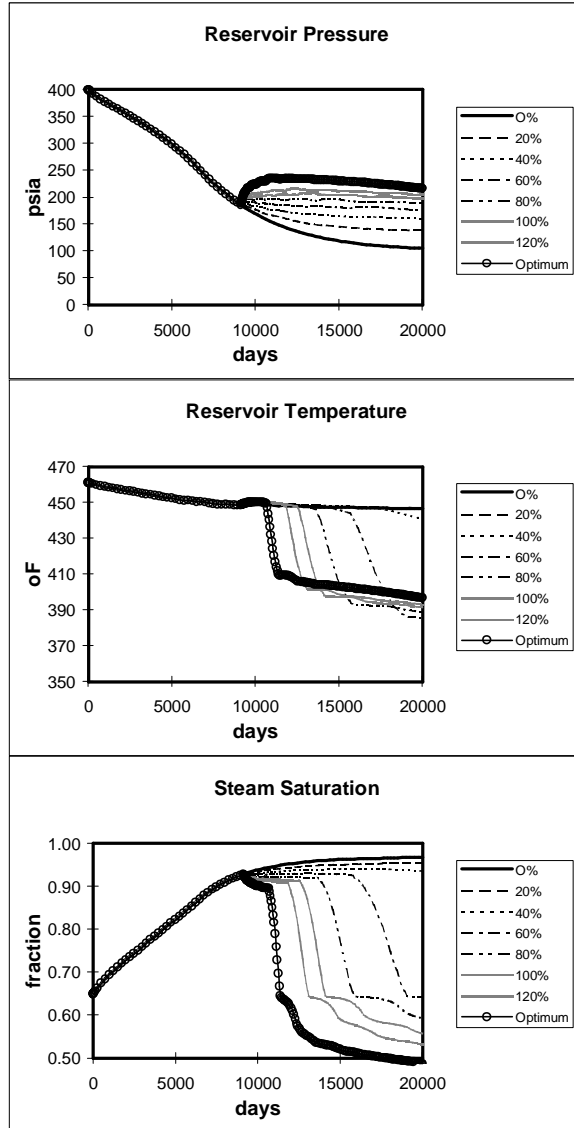 Reservoir Pressure
400
350
300
250
200
150
100
50
0
psia
0 5000 10000 15000 20000
days
O%
20%
40%
60%
80%
100%
120%
Optimum
Reservoir Temperature
470
450
430
410
390
370
350
oF
0 5000 10000 15000 20000
days
O%
20%
40%
60%
80%
100%
120%
Optimum
Steam Saturation
1.00
0.90
0.80
0.70
0.60
0.50
fraction
0 5000 10000 15000 20000
days
O%
20%
40%
60%
80%
100%
120%
Optimum